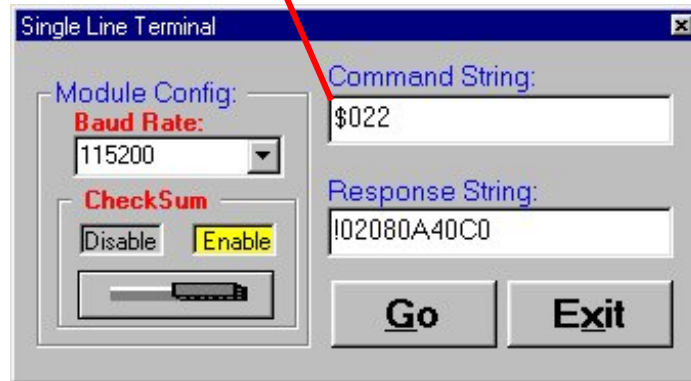 Single Line Terminal
Module Config:
Baud Rate:
115200
CheckSum
Disable Enable
Command String:
$022
Response String:
!02080A40C0
Go Exit